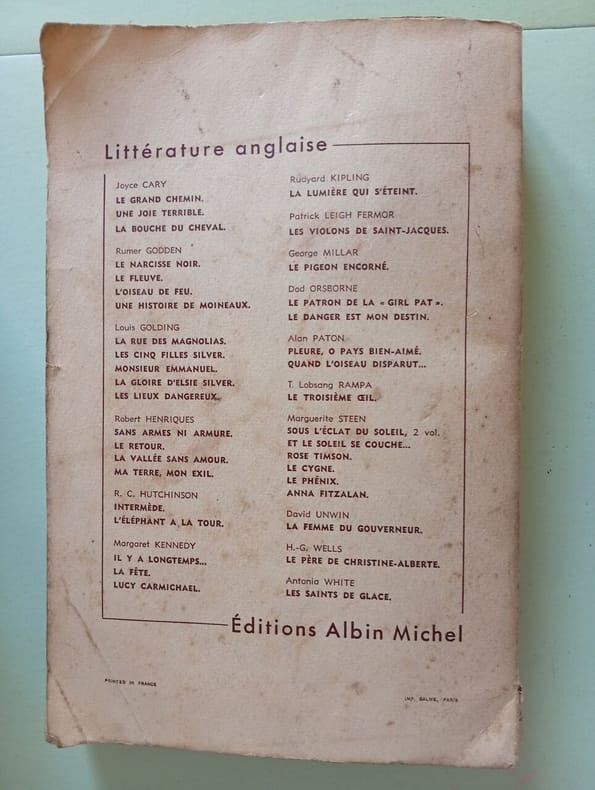 Littérature anglaise
Joyce CARY
LE GRAND CHEMIN.
UNE JOIE TERRIBLE.
LA BOUCHE DU CHEVAL.
Rumer GODDEN
LE NARCISSE NOIR.
LE FLEUVE.
L'OISEAU DE FEU.
UNE HISTOIRE DE MOINEAUX.
Louis GOLDING
LA RUE DES MAGNOLIAS.
LES CINQ FILLES SILVER.
MONSIEUR EMMANUEL.
LA GLOIRE D'ELSIE SILVER.
LES LIEUX DANGEREUX.
Robert HENRIQUES
SANS ARMES NI ARMURE.
LE RETOUR.
LA VALLÉE SANS AMOUR.
MA TERRE, MON EXIL.
R. C. HUTCHINSON
INTERMÈDE.
L'ÉLÉPHANT A LA TOUR.
Margaret KENNEDY
IL Y A LONGTEMPS...
LA FÊTE.
LUCY CARMICHAEL.
Rudyard KIPLING
LA LUMIÈRE QUI S'ÉTEINT.
Patrick LEIGH FERMOR
LES VIOLONS DE SAINT-JACQUES.
George MILLAR
LE PIGEON ENCORNÉ.
Dod ORSBORNE
LE PATRON DE LA « GIRL PAT ».
LE DANGER EST MON DESTIN.
Alan PATON
PLEURE, O PAYS BIEN-AIMÉ.
QUAND L'OISEAU DISPARUT...
T. Lobsang RAMPA
LE TROISIÈME ŒIL.
Marguerite STEEN
SOUS L'ÉCLAT DU SOLEIL, 2 vol.
ET LE SOLEIL SE COUCHE...
ROSE TIMSON.
LE CYGNE.
LE PHÉNIX.
ANNA FITZALAN.
David UNWIN
LA FEMME DU GOUVERNEUR.
H.-G. WELLS
LE PÈRE DE CHRISTINE-ALBERTE.
Antonia WHITE
LES SAINTS DE GLACE.
Éditions Albin Michel
PRINTED IN FRANCE
IMP. SALVE, PARIS